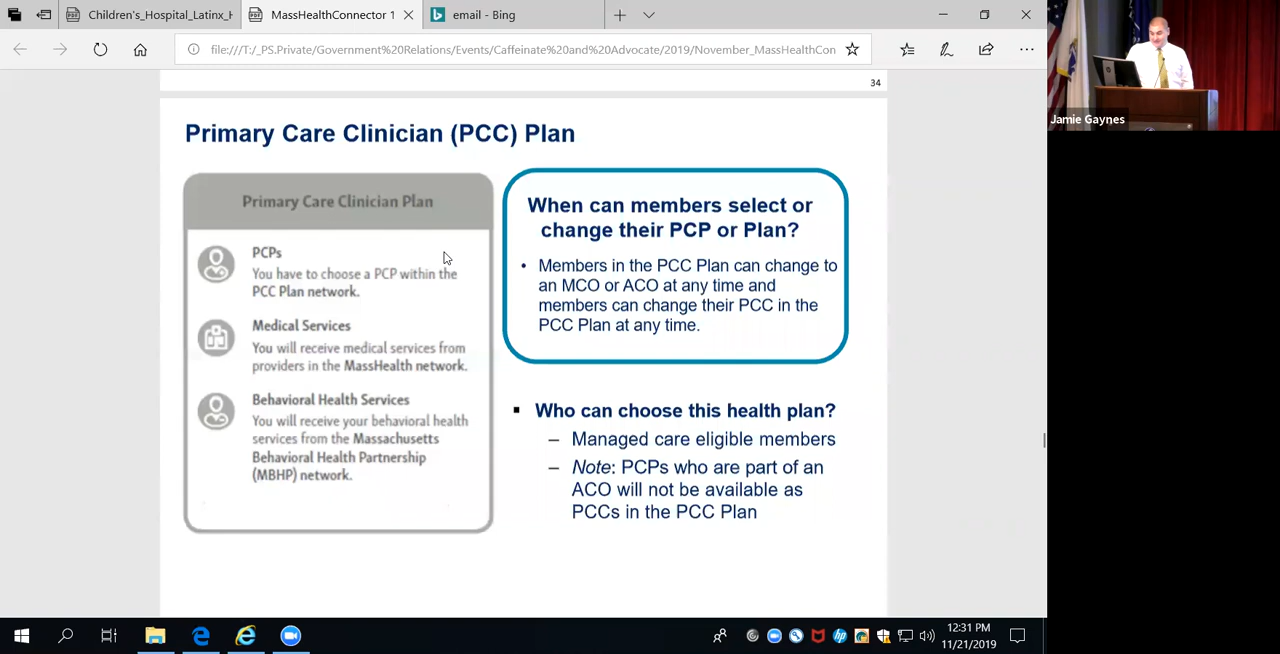 Children's_Hospital_Latinx_H
MassHealthConnector 1
email - Bing
file:///T:/_PS.Private/Government%20Relations/Events/Caffeinate%20and%20Advocate/2019/November_MassHealthCon
34
Primary Care Clinician (PCC) Plan
Primary Care Clinician Plan
PCPs
You have to choose a PCP within the
PCC Plan network.
Medical Services
You will receive medical services from
providers in the MassHealth network.
Behavioral Health Services
You will receive your behavioral health
services from the Massachusetts
Behavioral Health Partnership
(MBHP) network.
When can members select or
change their PCP or Plan?
• Members in the PCC Plan can change to
an MCO or ACO at any time and
members can change their PCC in the
PCC Plan at any time.
▪ Who can choose this health plan?
– Managed care eligible members
– Note: PCPs who are part of an
ACO will not be available as
PCCs in the PCC Plan
Jamie Gaynes
12:31 PM
11/21/2019